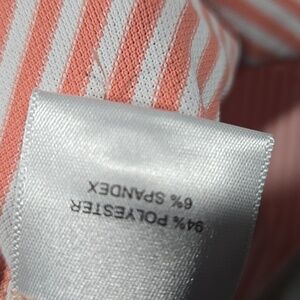 94% POLYESTER
6% SPANDEX